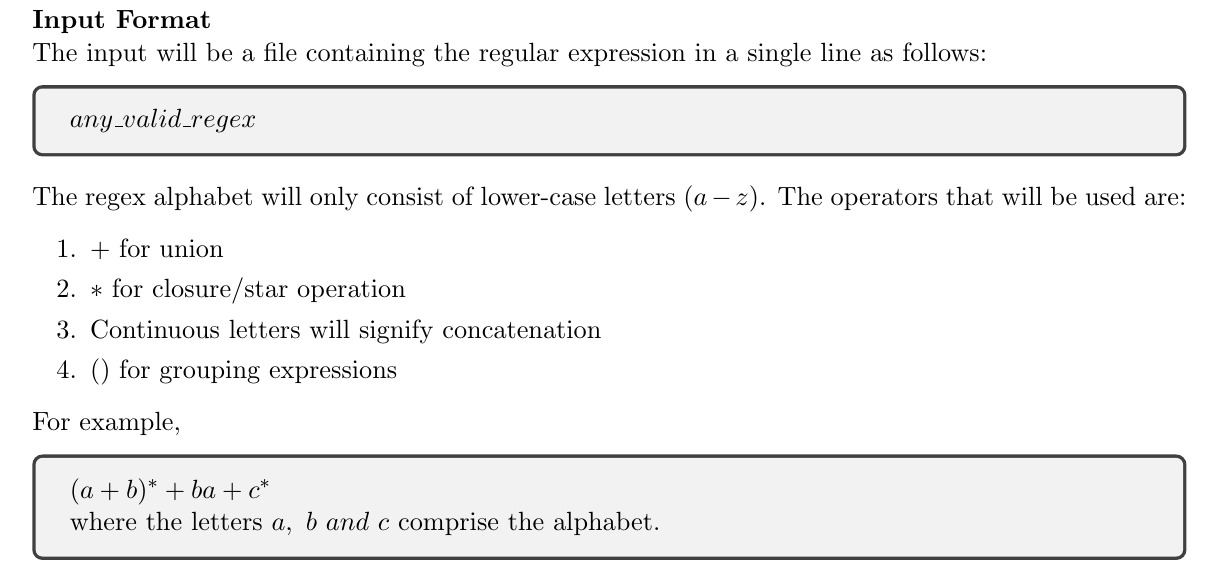 Input Format
The input will be a file containing the regular expression in a single line as follows:
any_valid_regex
The regex alphabet will only consist of lower-case letters (a − z). The operators that will be used are:
1. + for union
2. ∗ for closure/star operation
3. Continuous letters will signify concatenation
4. () for grouping expressions
For example,
(a + b)* + ba + c*
where the letters a, b and c comprise the alphabet.